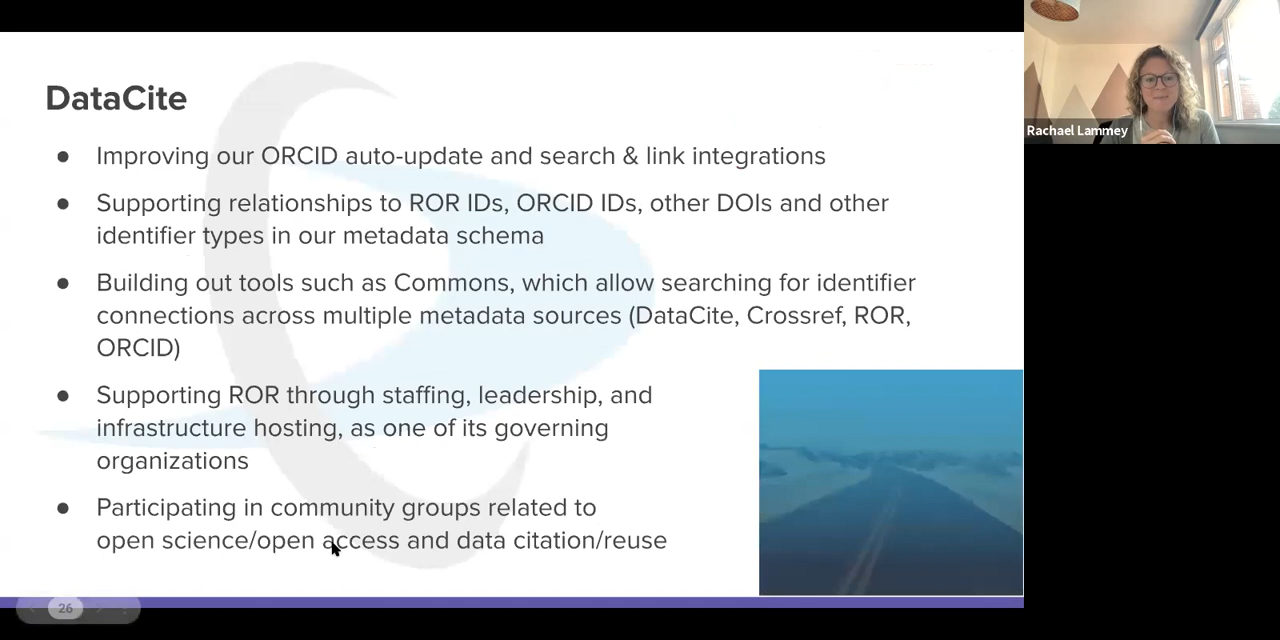 DataCite
● Improving our ORCID auto-update and search & link integrations
● Supporting relationships to ROR IDs, ORCID IDs, other DOIs and other
identifier types in our metadata schema
● Building out tools such as Commons, which allow searching for identifier
connections across multiple metadata sources (DataCite, Crossref, ROR,
ORCID)
● Supporting ROR through staffing, leadership, and
infrastructure hosting, as one of its governing
organizations
● Participating in community groups related to
open science/open access and data citation/reuse
26
Rachael Lammey